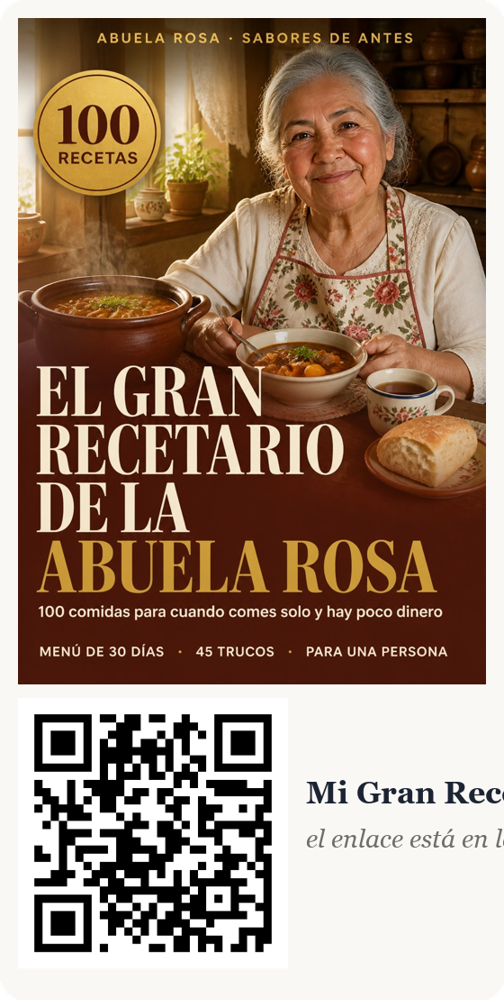 ABUELA ROSA · SABORES DE ANTES
100
RECETAS
EL GRAN
RECETARIO
DE LA
ABUELA ROSA
100 comidas para cuando comes solo y hay poco dinero
MENÚ DE 30 DÍAS · 45 TRUCOS · PARA UNA PERSONA
Mi Gran
el enlace está en